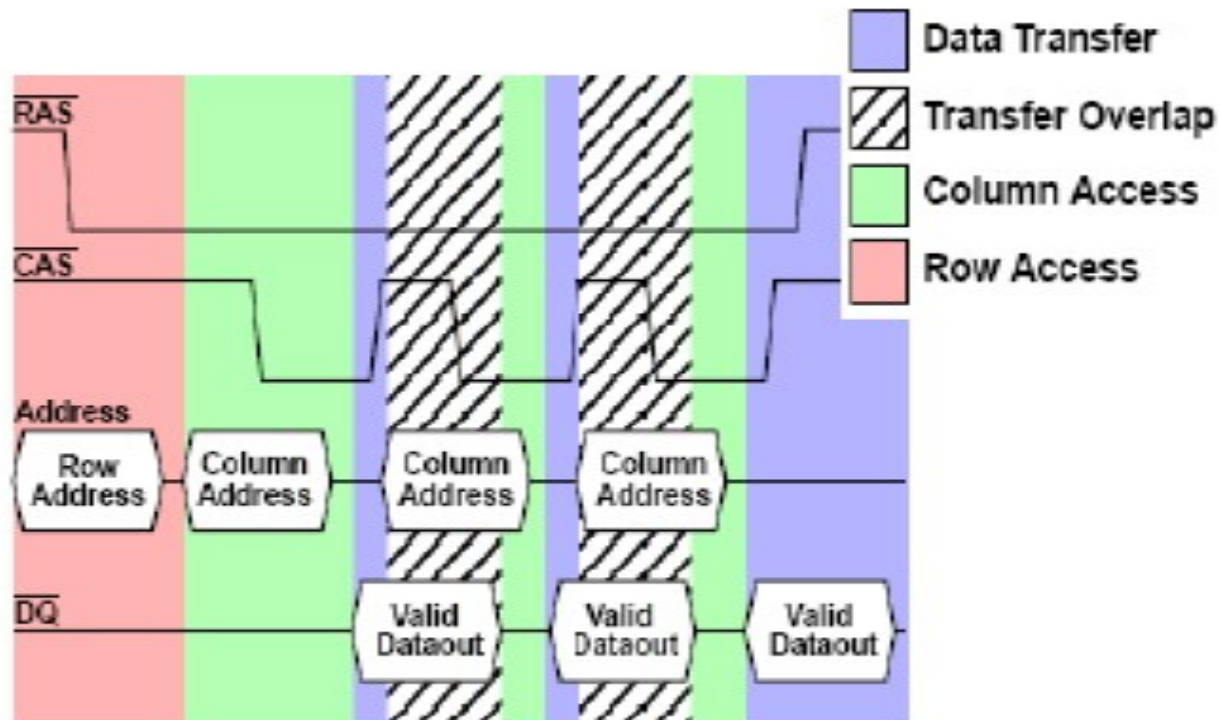 Data Transfer
Transfer Overlap
Column Access
Row Access
RAS
CAS
Address
Row
Address
Column
Address
Column
Address
Column
Address
DQ
Valid
Dataout
Valid
Dataout
Valid
Dataout